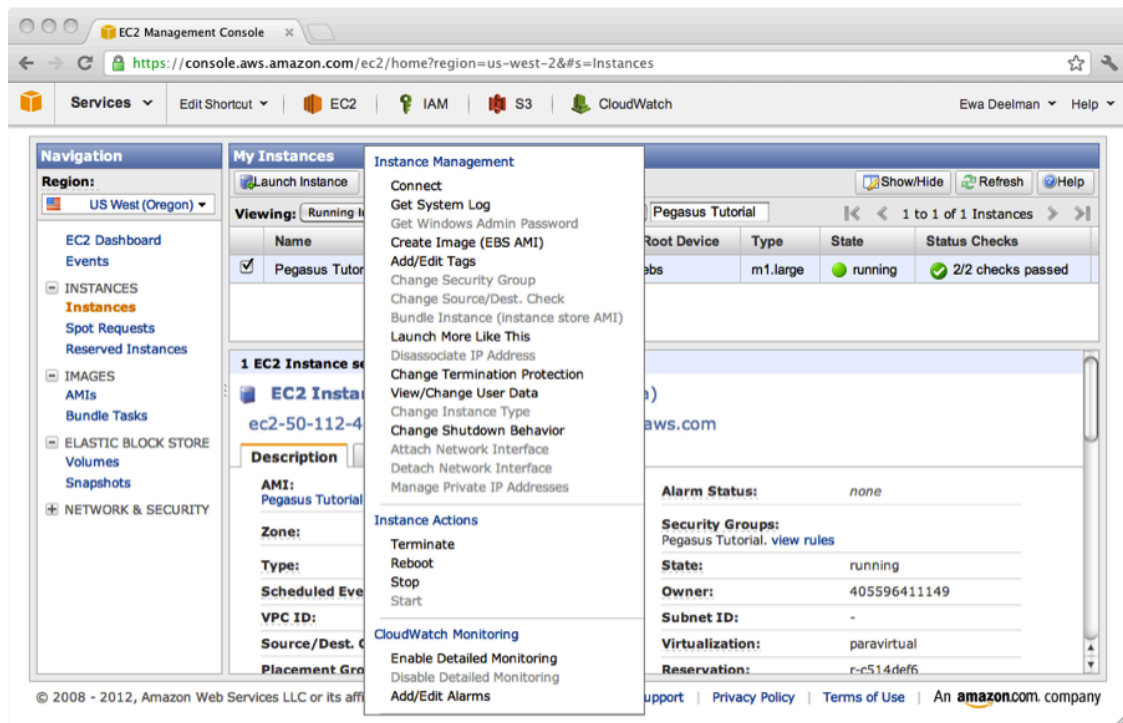 EC2 Management Console
https://console.aws.amazon.com/ec2/home?region=us-west-2&#s=Instances
Services Edit Shortcut EC2 IAM S3 CloudWatch Ewa Deelman Help
Navigation
Region:
US West (Oregon)
EC2 Dashboard
Events
INSTANCES
Instances
Spot Requests
Reserved Instances
IMAGES
AMIs
Bundle Tasks
ELASTIC BLOCK STORE
Volumes
Snapshots
NETWORK & SECURITY
My Instances
Launch Instance
Show/Hide Refresh Help
Viewing: Running Pegasus Tutorial 1 to 1 of 1 Instances
Name Root Device Type State Status Checks
Pegasus Tutor ebs m1.large running 2/2 checks passed
Instance Management
Connect
Get System Log
Get Windows Admin Password
Create Image (EBS AMI)
Add/Edit Tags
Change Security Group
Change Source/Dest. Check
Bundle Instance (instance store AMI)
Launch More Like This
Disassociate IP Address
Change Termination Protection
View/Change User Data
Change Instance Type
Change Shutdown Behavior
Attach Network Interface
Detach Network Interface
Manage Private IP Addresses
Instance Actions
Terminate
Reboot
Stop
Start
CloudWatch Monitoring
Enable Detailed Monitoring
Disable Detailed Monitoring
Add/Edit Alarms
1 EC2 Instance se
EC2 Insta
ec2-50-112-4 aws.com
Description
AMI:
Pegasus Tutorial
Zone:
Type:
Scheduled Eve
VPC ID:
Source/Dest. C
Placement Gro
Alarm Status: none
Security Groups:
Pegasus Tutorial. view rules
State: running
Owner: 405596411149
Subnet ID: -
Virtualization: paravirtual
Reservation: r-c514def6
© 2008 - 2012, Amazon Web Services LLC or its affi upport | Privacy Policy | Terms of Use | An amazon.com. company